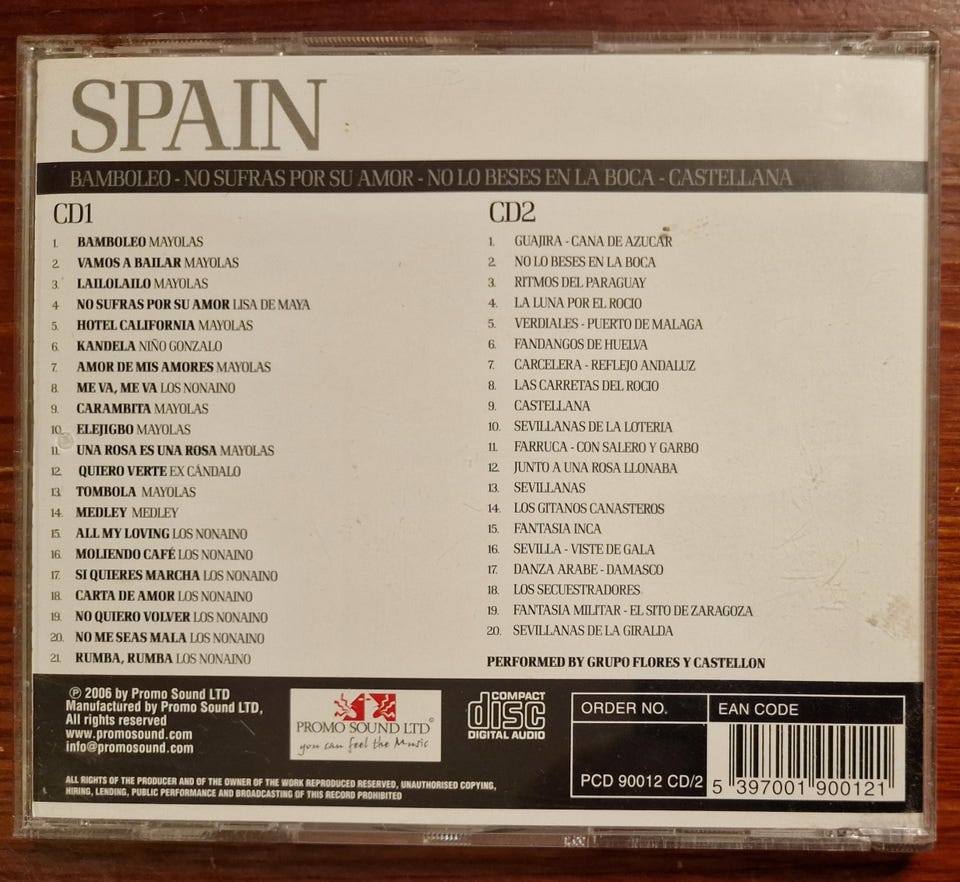 SPAIN
BAMBOLEO - NO SUFRAS POR SU AMOR - NO LO BESES EN LA BOCA - CASTELLANA
CD1
1. BAMBOLEO MAYOLAS
2. VAMOS A BAILAR MAYOLAS
3. LAILOLAILO MAYOLAS
4 NO SUFRAS POR SU AMOR LISA DE MAYA
5. HOTEL CALIFORNIA MAYOLAS
6. KANDELA NIÑO GONZALO
7. AMOR DE MIS AMORES MAYOLAS
8. ME VA, ME VA LOS NONAINO
9. CARAMBITA MAYOLAS
10. ELEJIGBO MAYOLAS
11. UNA ROSA ES UNA ROSA MAYOLAS
12. QUIERO VERTE EX CÁNDALO
13. TOMBOLA MAYOLAS
14. MEDLEY MEDLEY
15. ALL MY LOVING LOS NONAINO
16. MOLIENDO CAFÉ LOS NONAINO
17. SI QUIERES MARCHA LOS NONAINO
18. CARTA DE AMOR LOS NONAINO
19. NO QUIERO VOLVER LOS NONAINO
20. NO ME SEAS MALA LOS NONAINO
21. RUMBA, RUMBA LOS NONAINO
CD2
1. GUAJIRA - CANA DE AZUCAR
2. NO LO BESES EN LA BOCA
3. RITMOS DEL PARAGUAY
4. LA LUNA POR EL ROCIO
5. VERDIALES - PUERTO DE MALAGA
6. FANDANGOS DE HUELVA
7. CARCELERA - REFLEJO ANDALUZ
8. LAS CARRETAS DEL ROCIO
9. CASTELLANA
10. SEVILLANAS DE LA LOTERIA
11. FARRUCA - CON SALERO Y GARBO
12. JUNTO A UNA ROSA LLONABA
13. SEVILLANAS
14. LOS GITANOS CANASTEROS
15. FANTASIA INCA
16. SEVILLA - VISTE DE GALA
17. DANZA ARABE - DAMASCO
18. LOS SECUESTRADORES
19. FANTASIA MILITAR - EL SITO DE ZARAGOZA
20. SEVILLANAS DE LA GIRALDA
PERFORMED BY GRUPO FLORES Y CASTELLON
℗ 2006 by Promo Sound LTD
Manufactured by Promo Sound LTD,
All rights reserved
www.promosound.com
info@promosound.com
PROMO SOUND LTD©
you can feel the Music
COMPACT
disc
DIGITAL AUDIO
ORDER NO.
PCD 90012 CD/2
EAN CODE
5 397001 900121
ALL RIGHTS OF THE PRODUCER AND OF THE OWNER OF THE WORK REPRODUCED RESERVED, UNAUTHORISED COPYING,
HIRING, LENDING, PUBLIC PERFORMANCE AND BROADCASTING OF THIS RECORD PROHIBITED